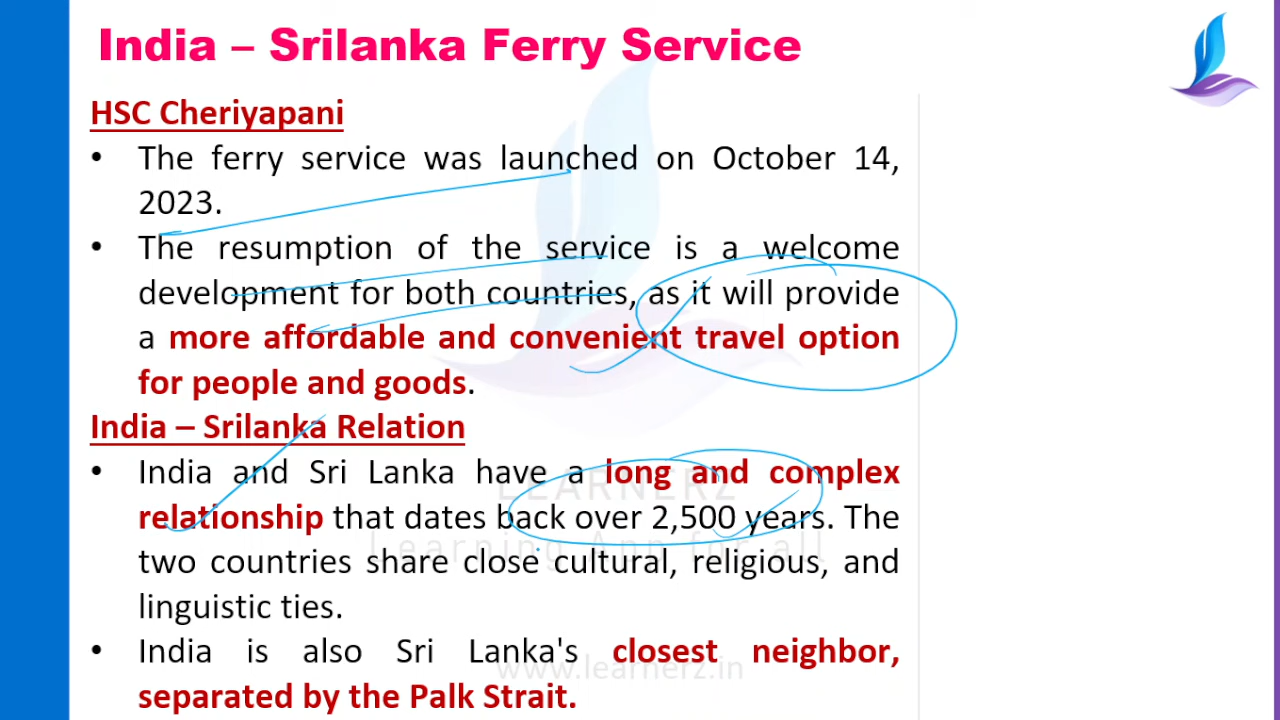 India – Srilanka Ferry Service
HSC Cheriyapani
• The ferry service was launched on October 14,
2023.
• The resumption of the service is a welcome
development for both countries, as it will provide
a more affordable and convenient travel option
for people and goods.
India – Srilanka Relation
• India and Sri Lanka have a long and complex
relationship that dates back over 2,500 years. The
two countries share close cultural, religious, and
linguistic ties.
• India is also Sri Lanka's closest neighbor,
separated by the Palk Strait.
LEARNERZ
Learning App for all
www.learnerz.in